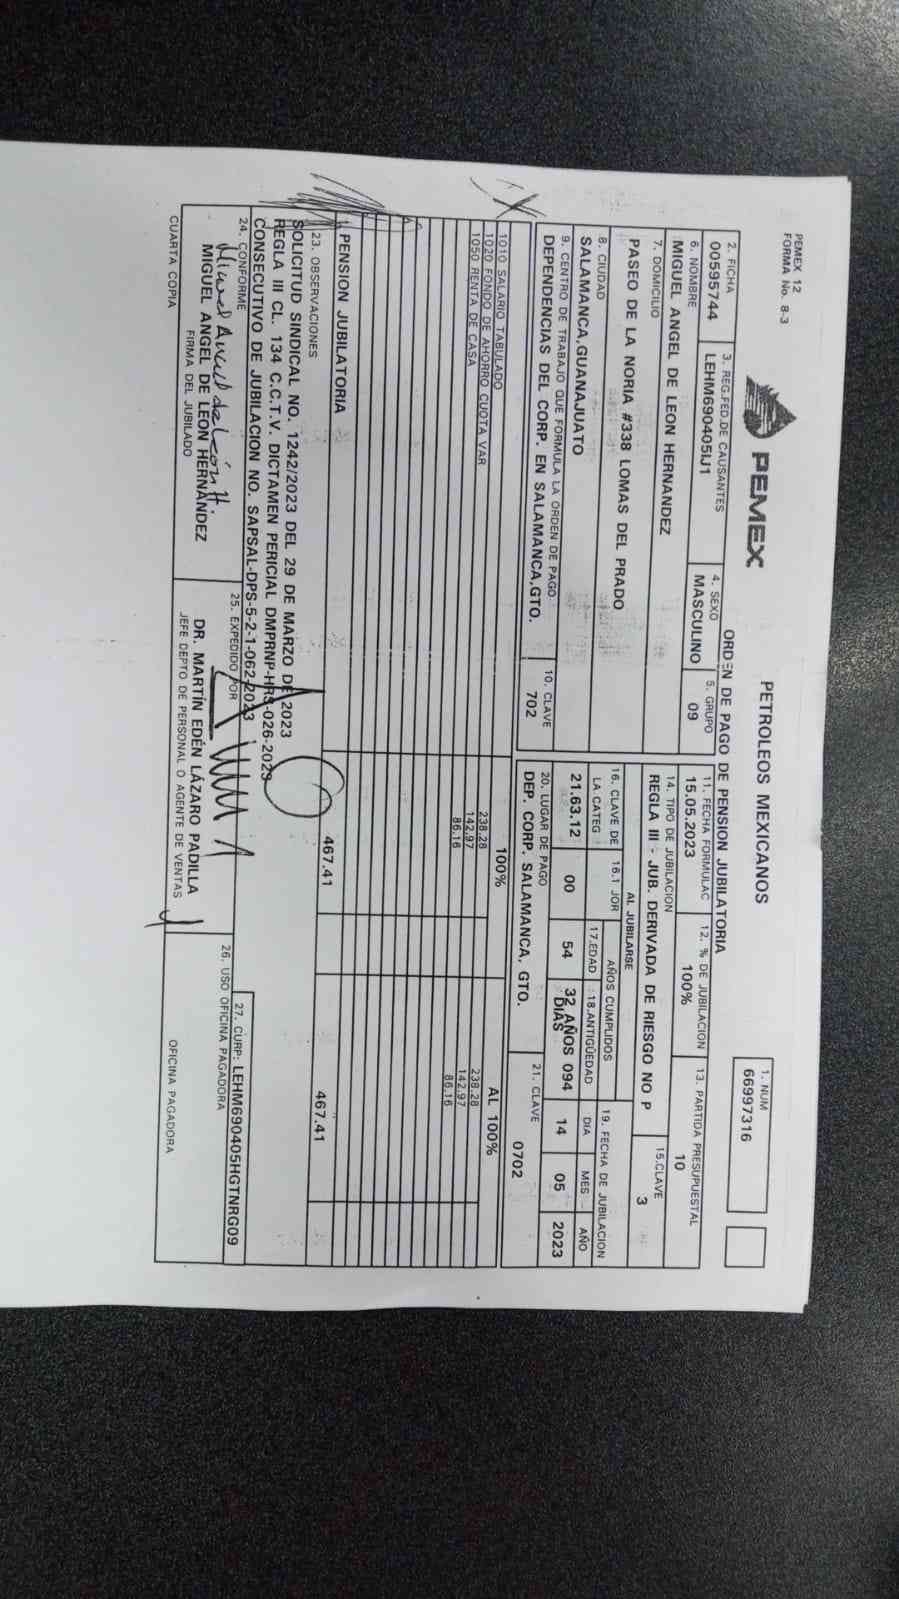 PEMEX 12
FORMA No. 8-3
PEMEX
PETROLEOS MEXICANOS
ORDEN DE PAGO DE PENSION JUBILATORIA
1. NUM
66997316
2. FICHA
00595744
3. REG.FED.DE CAUSANTES
LEHM690405IJ1
4. SEXO
MASCULINO
5. GRUPO
09
6. NOMBRE
MIGUEL ANGEL DE LEON HERNANDEZ
7. DOMICILIO
PASEO DE LA NORIA #338 LOMAS DEL PRADO
8. CIUDAD
SALAMANCA,GUANAJUATO
9. CENTRO DE TRABAJO QUE FORMULA LA ORDEN DE PAGO
DEPENDENCIAS DEL CORP. EN SALAMANCA,GTO.
10. CLAVE
702
11. FECHA FORMULAC
15.05.2023
12. % DE JUBILACION
100%
13. PARTIDA PRESUPUESTAL
10
14. TIPO DE JUBILACION
REGLA III - JUB. DERIVADA DE RIESGO NO P
15.CLAVE
3
AL JUBILARSE
16. CLAVE DE
LA CATEG
21.63.12
16.1 JOR
00
AÑOS CUMPLIDOS
17.EDAD
54
18.ANTIGÜEDAD
32 AÑOS 094
DIAS
19. FECHA DE JUBILACION
DIA MES AÑO
14 05 2023
20. LUGAR DE PAGO
DEP. CORP. SALAMANCA, GTO.
21. CLAVE
0702
100% AL 100%
1010 SALARIO TABULADO 238.28 238.28
1020 FONDO DE AHORRO CUOTA VAR 142.97 142.97
1050 RENTA DE CASA 86.16 86.16
PENSION JUBILATORIA 467.41 467.41
23. OBSERVACIONES
SOLICITUD SINDICAL NO. 1242/2023 DEL 29 DE MARZO DE 2023
REGLA III CL. 134 C.C.T.V. DICTAMEN PERICIAL DMPRNP-HRS-026-2023
CONSECUTIVO DE JUBILACION NO. SAPSAL-DPS-5-2-1-062-2023
24. CONFORME
Miguel Angel de León H.
MIGUEL ANGEL DE LEON HERNANDEZ
FIRMA DEL JUBILADO
25. EXPEDIDO POR
DR. MARTÍN EDÉN LÁZARO PADILLA
JEFE DEPTO DE PERSONAL O AGENTE DE VENTAS
26. USO OFICINA PAGADORA
27. CURP: LEHM690405HGTNRG09
OFICINA PAGADORA
CUARTA COPIA